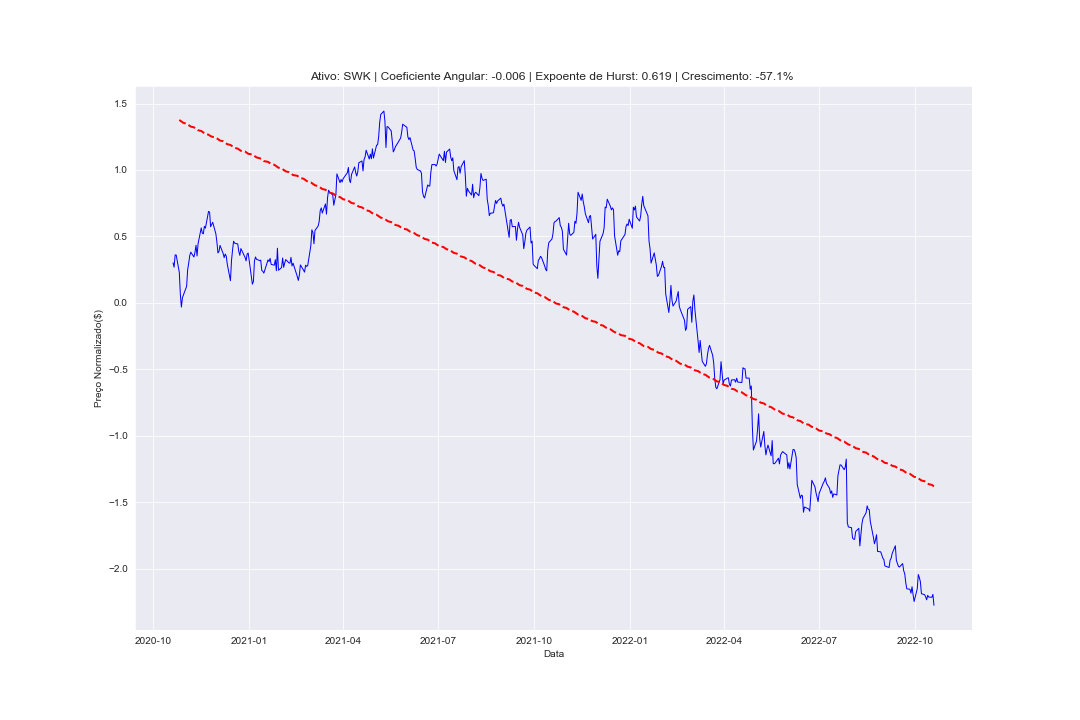 Ativo: SWK | Coeficiente Angular: -0.006 | Expoente de Hurst: 0.619 | Crescimento: -57.1%
1.5
1.0
0.5
0.0
−0.5
−1.0
−1.5
−2.0
Preço Normalizado($)
2020-10 2021-01 2021-04 2021-07 2021-10 2022-01 2022-04 2022-07 2022-10
Data